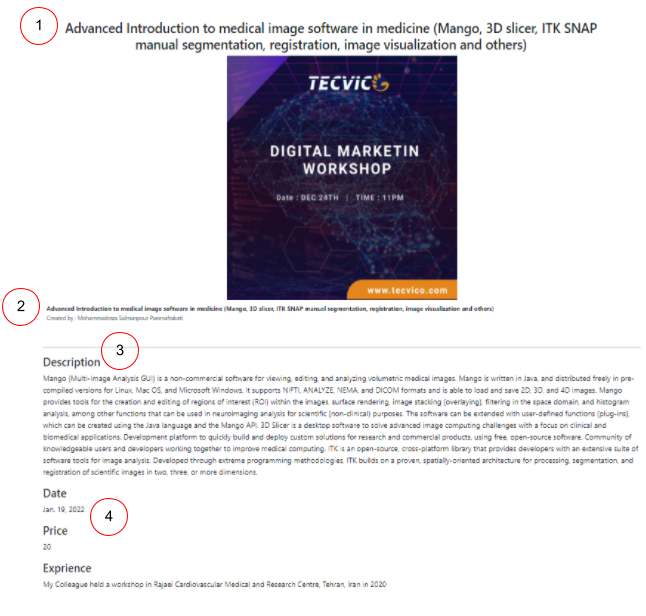 1
Advanced Introduction to medical image software in medicine (Mango, 3D slicer, ITK SNAP
manual segmentation, registration, image visualization and others)
TECVICO
DIGITAL MARKETIN
WORKSHOP
Date : DEC 24TH | TIME : 11PM
www.tecvico.com
2
Advanced Introduction to medical image software in medicine (Mango, 3D slicer, ITK SNAP manual segmentation, registration, image visualization and others)
Created by - Mohammadreza Salmanpour Paeenafrakati
3
Description
Mango (Multi-image Analysis GUI) is a non-commercial software for viewing, editing, and analyzing volumetric medical images. Mango is written in Java, and distributed freely in pre-
compiled versions for Linux, Mac OS, and Microsoft Windows. It supports NIFTI, ANALYZE, NEMA, and DICOM formats and is able to load and save 2D, 3D, and 4D images. Mango
provides tools for the creation and editing of regions of interest (ROI) within the images, surface rendering, image stacking (overlaying), filtering in the space domain, and histogram
analysis, among other functions that can be used in neuroimaging analysis for scientific (non-clinical) purposes. The software can be extended with user-defined functions (plug-ins),
which can be created using the Java language and the Mango API. 3D Slicer is a desktop software to solve advanced image computing challenges with a focus on clinical and
biomedical applications. Development platform to quickly build and deploy custom solutions for research and commercial products, using free, open-source software. Community of
knowledgeable users and developers working together to improve medical computing. ITK is an open-source, cross-platform library that provides developers with an extensive suite of
software tools for image analysis. Developed through extreme programming methodologies, ITK builds on a proven, spatially-oriented architecture for processing, segmentation, and
registration of scientific images in two, three, or more dimensions.
Date
Jan. 19, 2022
4
Price
20
Exprience
My Colleague held a workshop in Rajaei Cardiovascular Medical and Research Centre, Tehran, Iran in 2020